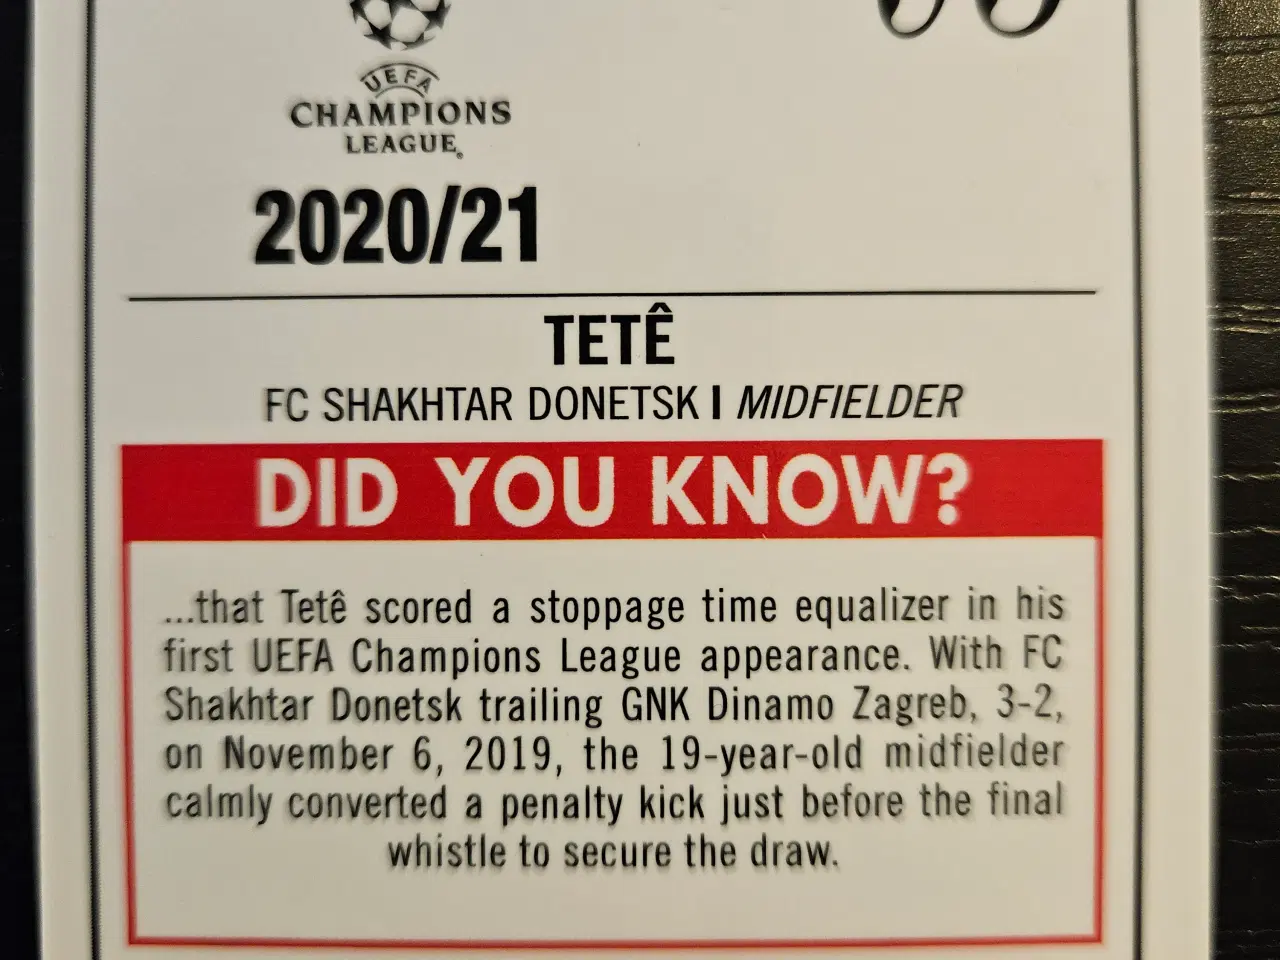 UEFA
CHAMPIONS
LEAGUE®
2020/21
TETÊ
FC SHAKHTAR DONETSK I MIDFIELDER
DID YOU KNOW?
...that Tetê scored a stoppage time equalizer in his
first UEFA Champions League appearance. With FC
Shakhtar Donetsk trailing GNK Dinamo Zagreb, 3-2,
on November 6, 2019, the 19-year-old midfielder
calmly converted a penalty kick just before the final
whistle to secure the draw.